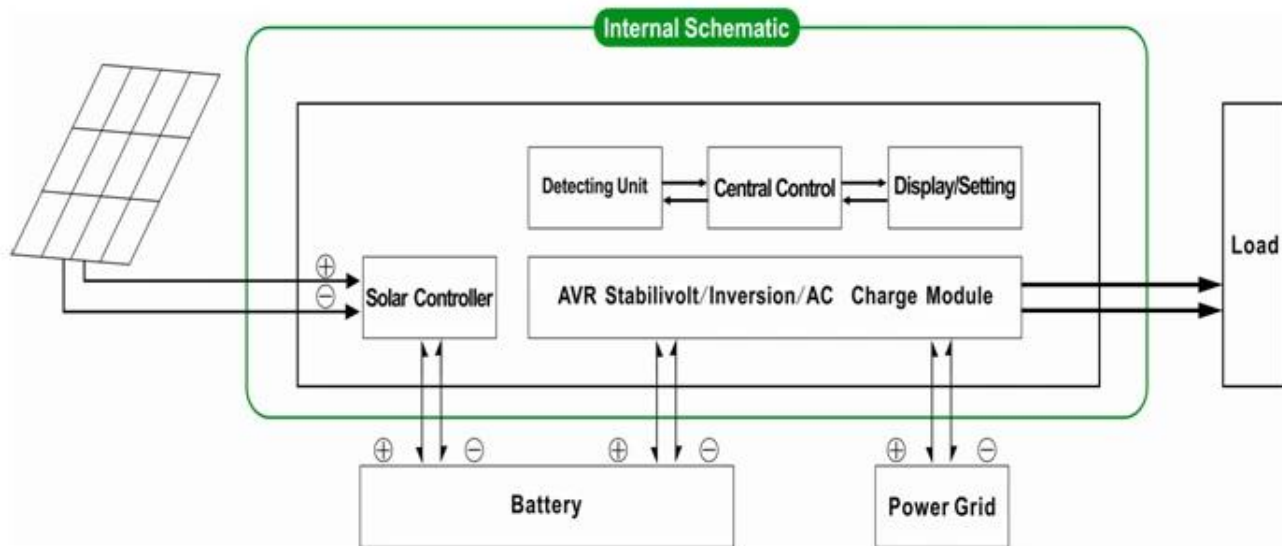 Internal Schematic
Detecting Unit
Central Control
Display/Setting
Load
⊕
⊖
Solar Controller
AVR Stabilivolt/Inversion/AC Charge Module
⊕ ⊖ ⊕ ⊖ ⊕ ⊖
Battery
Power Grid